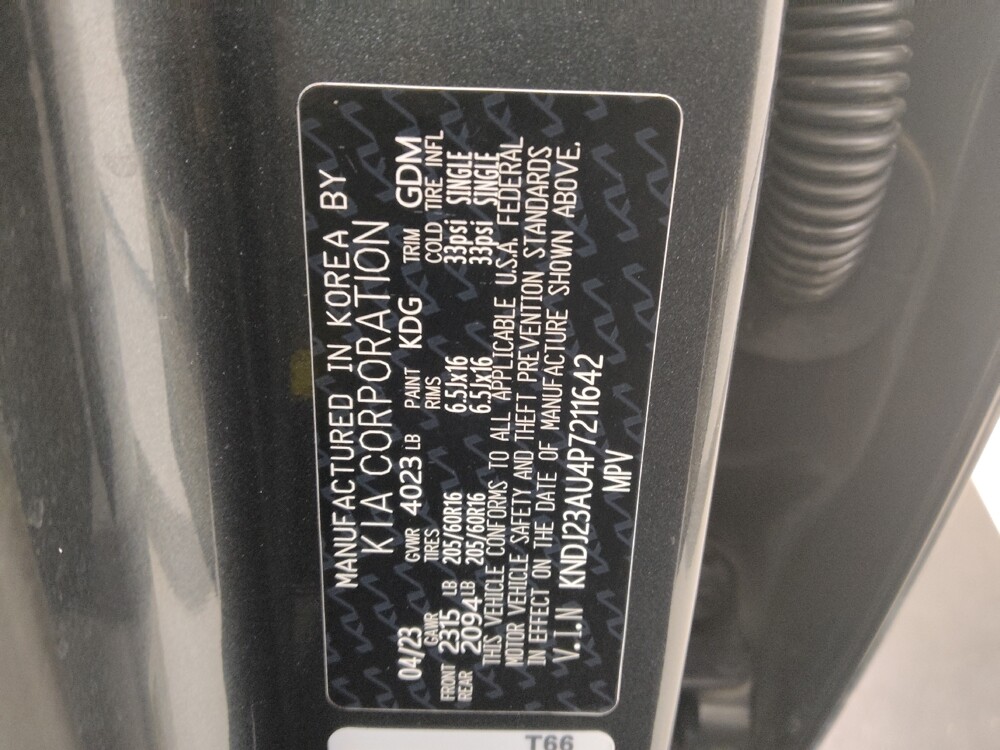 MANUFACTURED IN KOREA BY
KIA CORPORATION
04/23 GVWR 4023 LB PAINT KDG TRIM GDM
GAWR TIRES RIMS COLD TIRE INFL
FRONT 2315 LB 205/60R16 6.5Jx16 33psi SINGLE
REAR 2094 LB 205/60R16 6.5Jx16 33psi SINGLE
THIS VEHICLE CONFORMS TO ALL APPLICABLE U.S.A. FEDERAL
MOTOR VEHICLE SAFETY AND THEFT PREVENTION STANDARDS
IN EFFECT ON THE DATE OF MANUFACTURE SHOWN ABOVE.
V.I.N KNDJ23AU4P7211642
MPV
T66